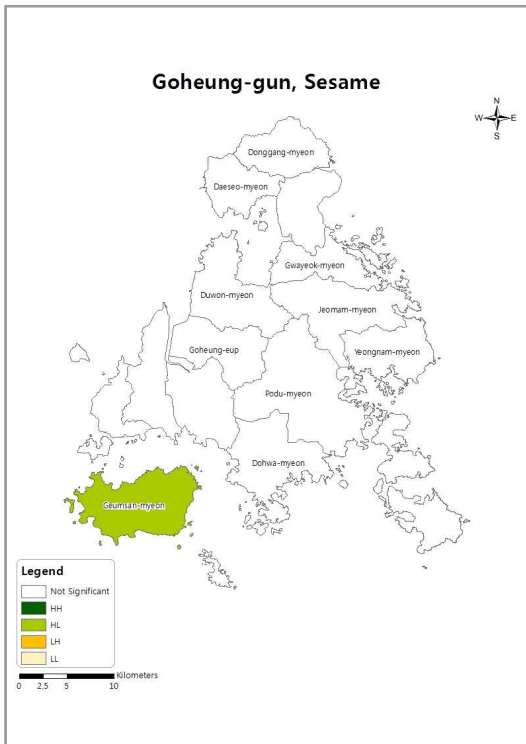 Goheung-gun, Sesame
N
W E
S
Donggang-myeon
Daeseo-myeon
Gwayeok-myeon
Duwon-myeon
Jeomam-myeon
Goheung-eup
Yeongnam-myeon
Podu-myeon
Dohwa-myeon
Geumsan-myeon
Legend
Not Significant
HH
HL
LH
LL
Kilometers
0 2.5 5 10